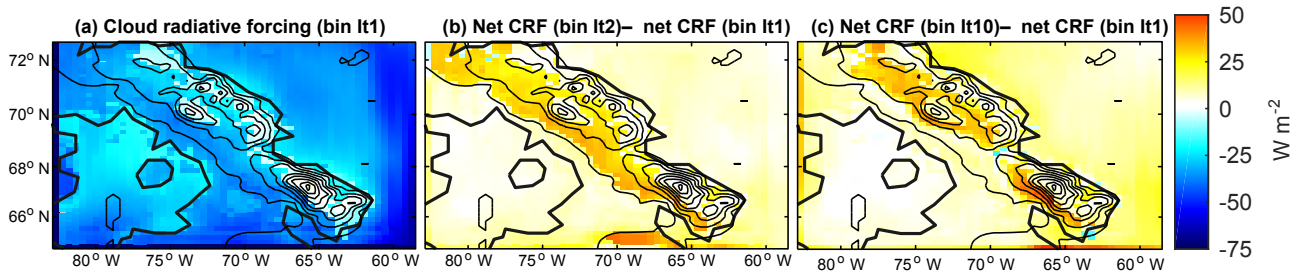 (a) Cloud radiative forcing (bin lt1)
(b) Net CRF (bin lt2)– net CRF (bin lt1)
(c) Net CRF (bin lt10)– net CRF (bin lt1)
72° N
70° N
68° N
66° N
80° W 75° W 70° W 65° W 60° W
80° W 75° W 70° W 65° W 60° W
80° W 75° W 70° W 65° W 60° W
50
25
0
-25
-50
-75
W m-2